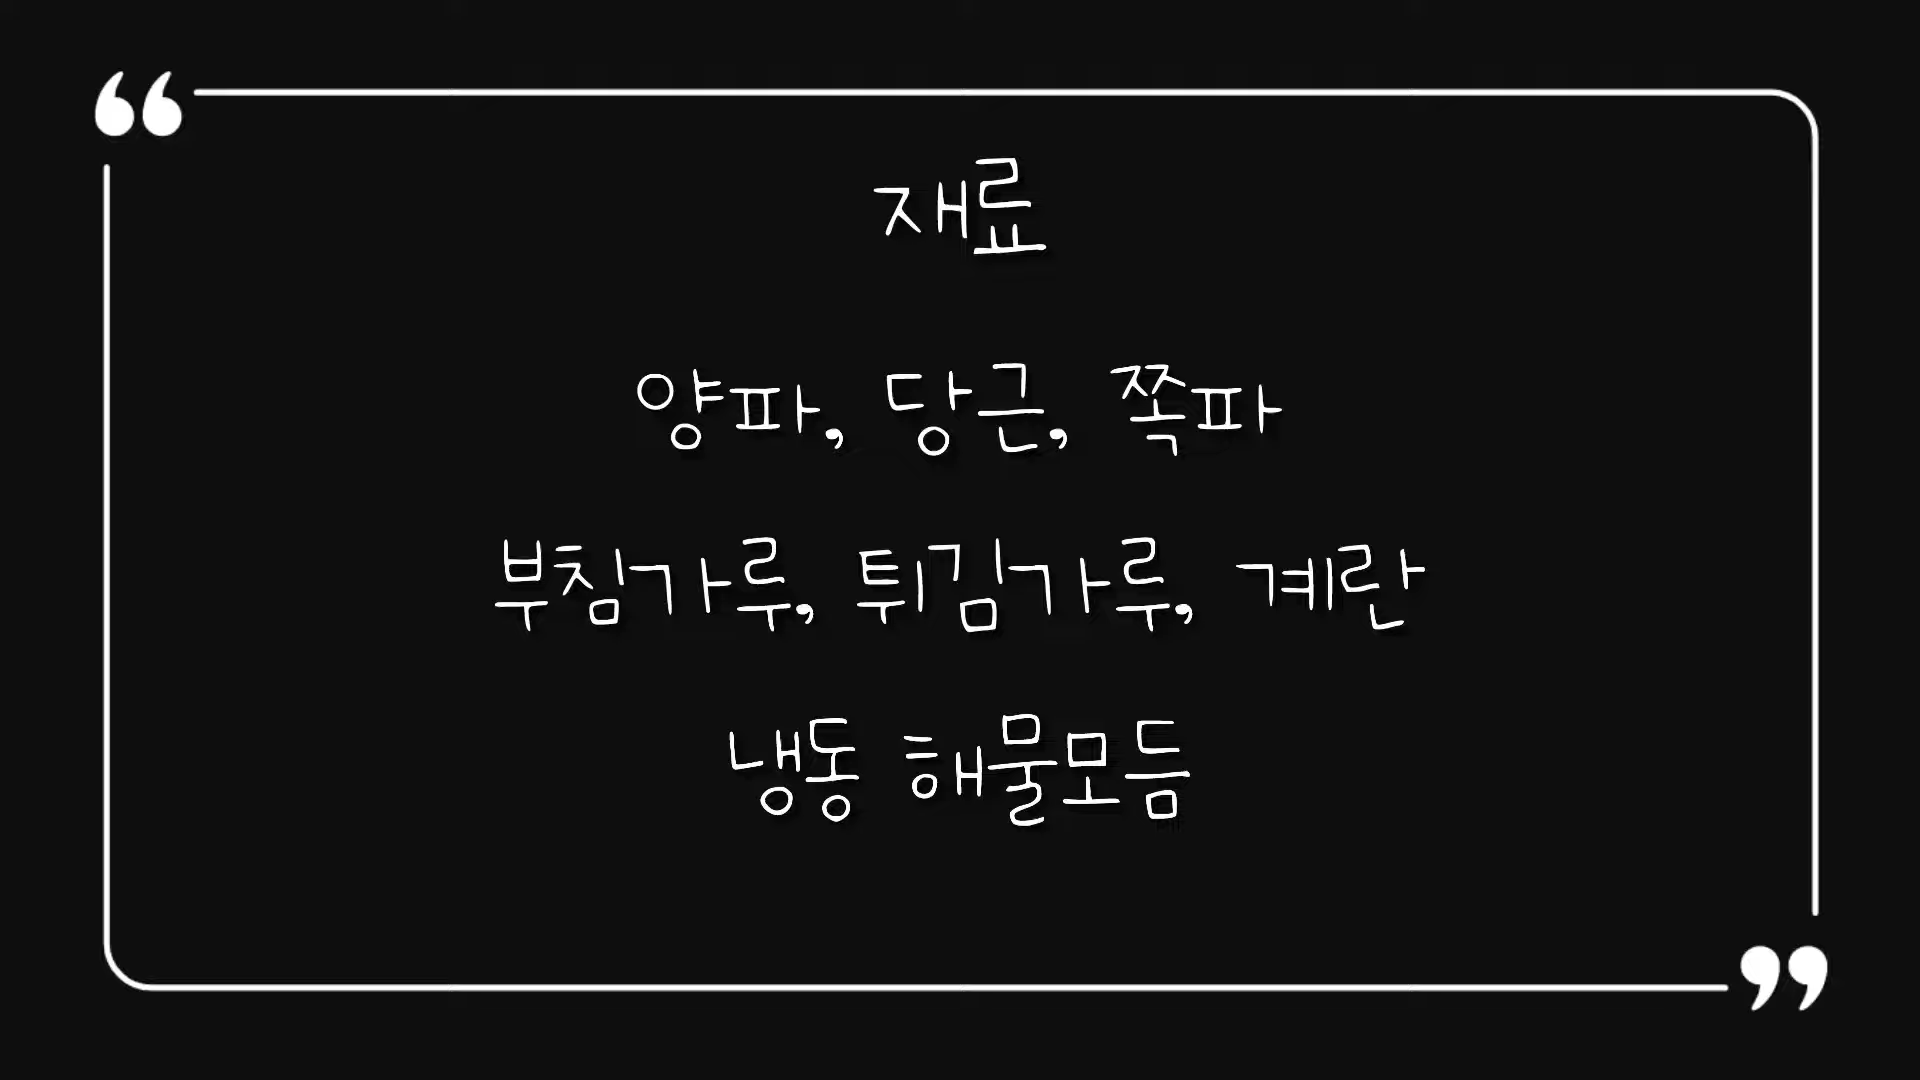 재료
양파, 당근, 쪽파
부침가루, 튀김가루, 계란
냉동 해물모듬